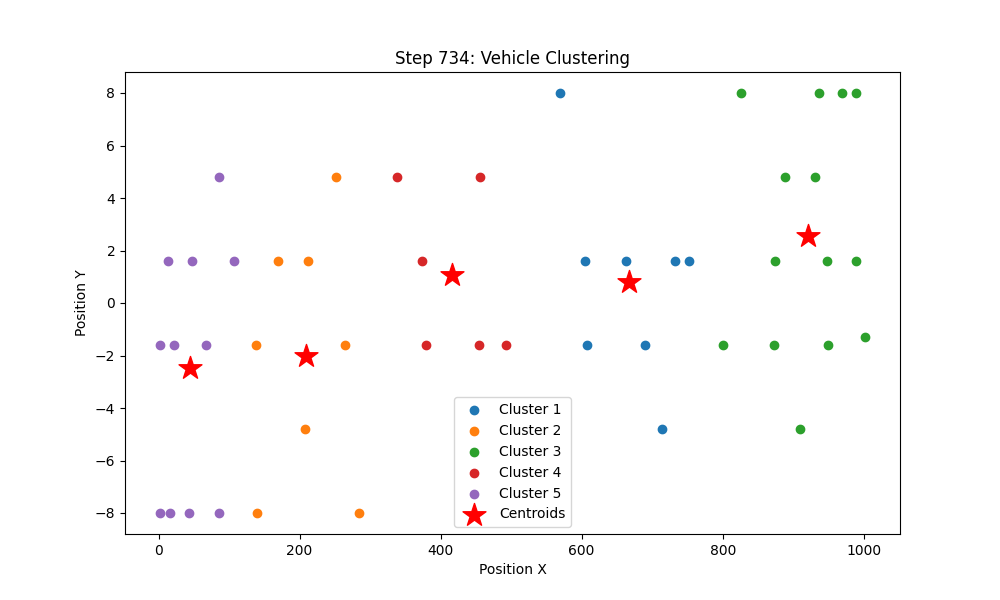 Step 734: Vehicle Clustering
Position Y
8
6
4
2
0
−2
−4
−6
−8
Cluster 1
Cluster 2
Cluster 3
Cluster 4
Cluster 5
Centroids
0 200 400 600 800 1000
Position X